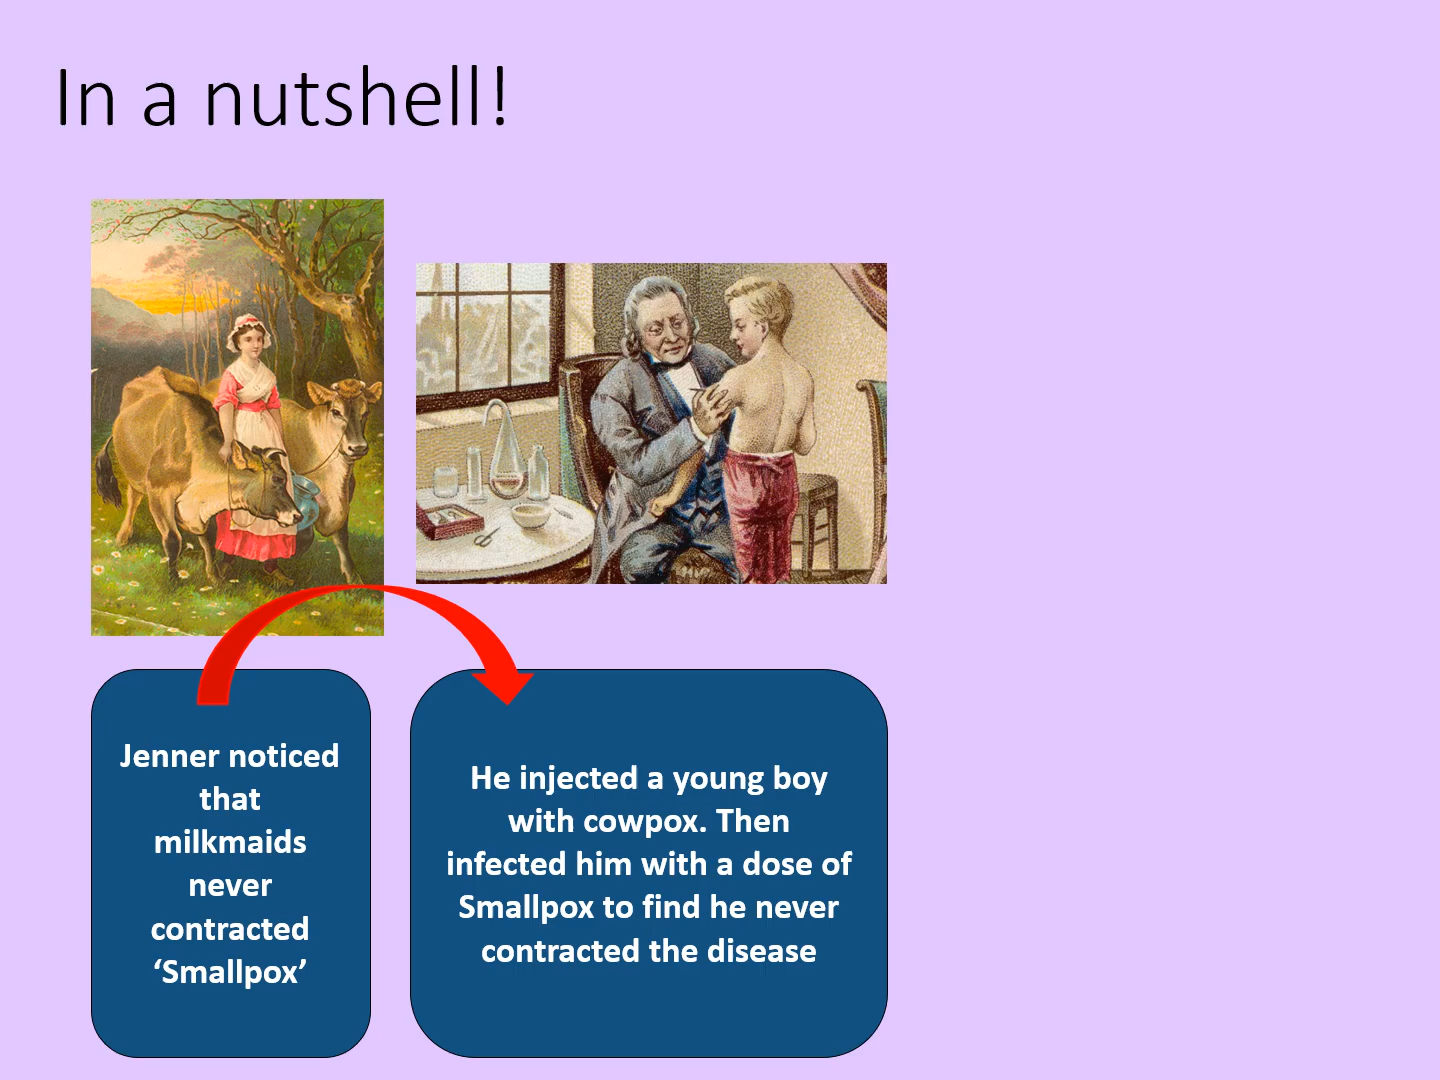 In a nutshell!
Jenner noticed
that
milkmaids
never
contracted
‘Smallpox’
He injected a young boy
with cowpox. Then
infected him with a dose of
Smallpox to find he never
contracted the disease